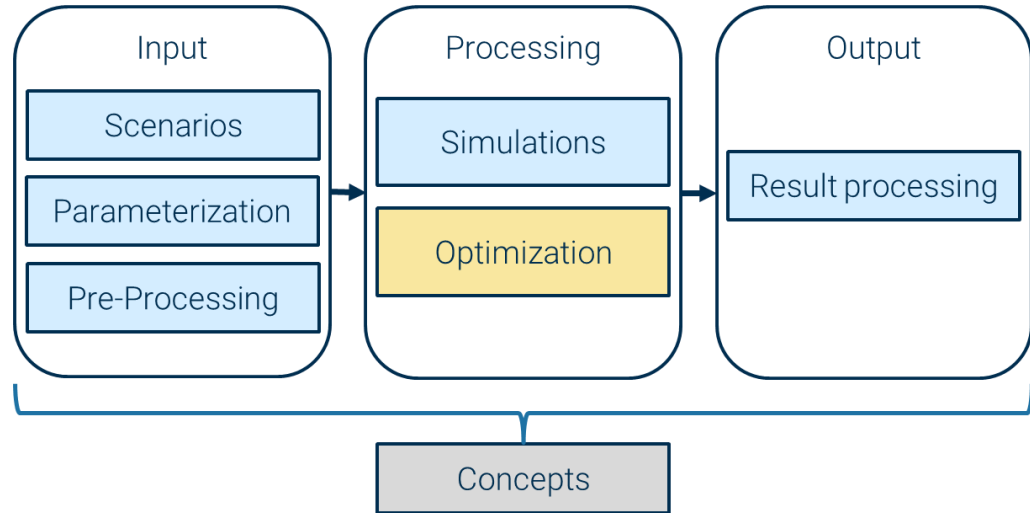 Input
Scenarios
Parameterization
Pre-Processing
Processing
Simulations
Optimization
Output
Result processing
Concepts